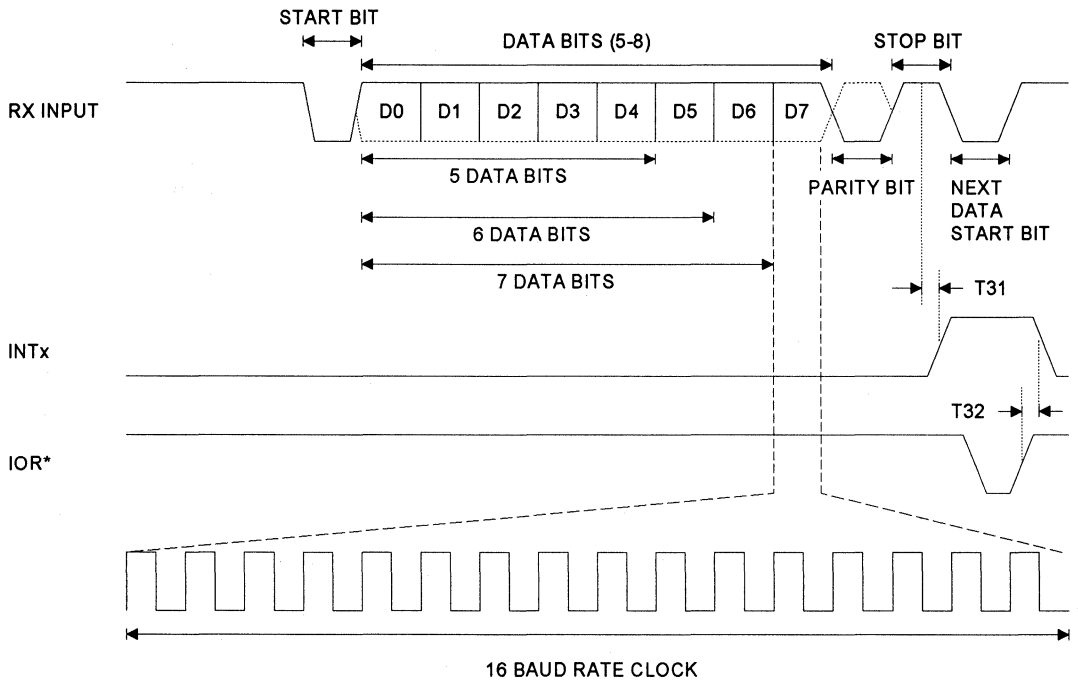 START BIT
DATA BITS (5-8)
STOP BIT
RX INPUT
D0 D1 D2 D3 D4 D5 D6 D7
5 DATA BITS
PARITY BIT
NEXT
DATA
START BIT
6 DATA BITS
7 DATA BITS
T31
INTx
T32
IOR*
16 BAUD RATE CLOCK